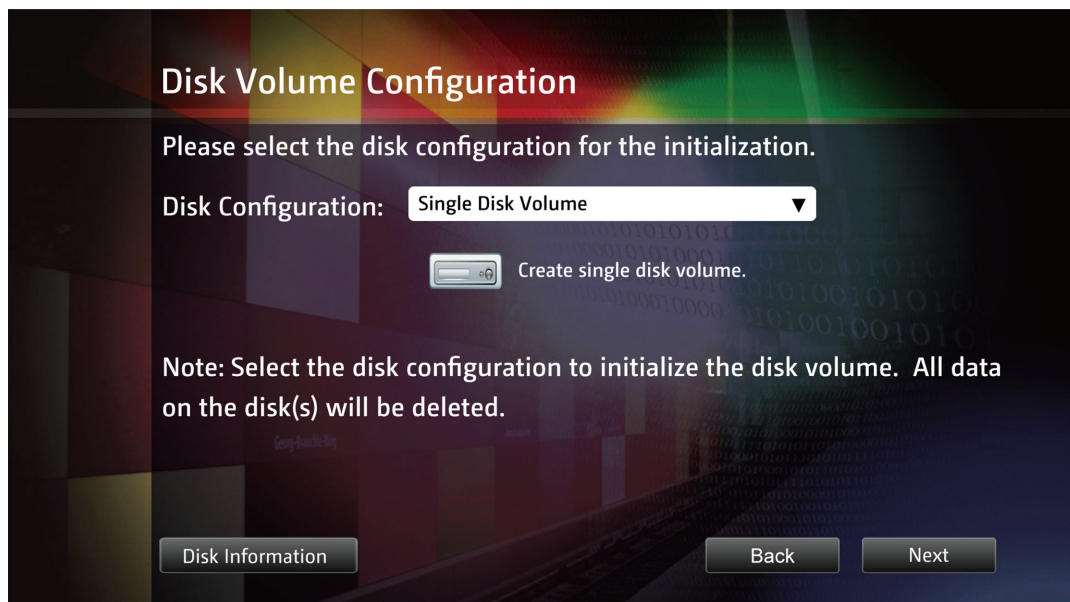 Disk Volume Configuration
Please select the disk configuration for the initialization.
Disk Configuration: Single Disk Volume ▼
Create single disk volume.
Note: Select the disk configuration to initialize the disk volume. All data
on the disk(s) will be deleted.
Disk Information Back Next